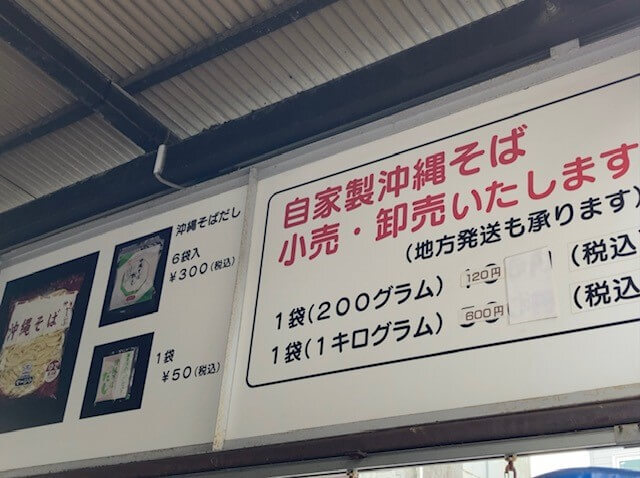 沖縄そば
沖縄そばだし
6袋入
￥300(税込)
1袋
￥50(税込)
自家製沖縄そば
小売・卸売いたします
(地方発送も承ります)
1袋(200グラム) 120円 (税込
1袋(1キログラム) 600円 (税込